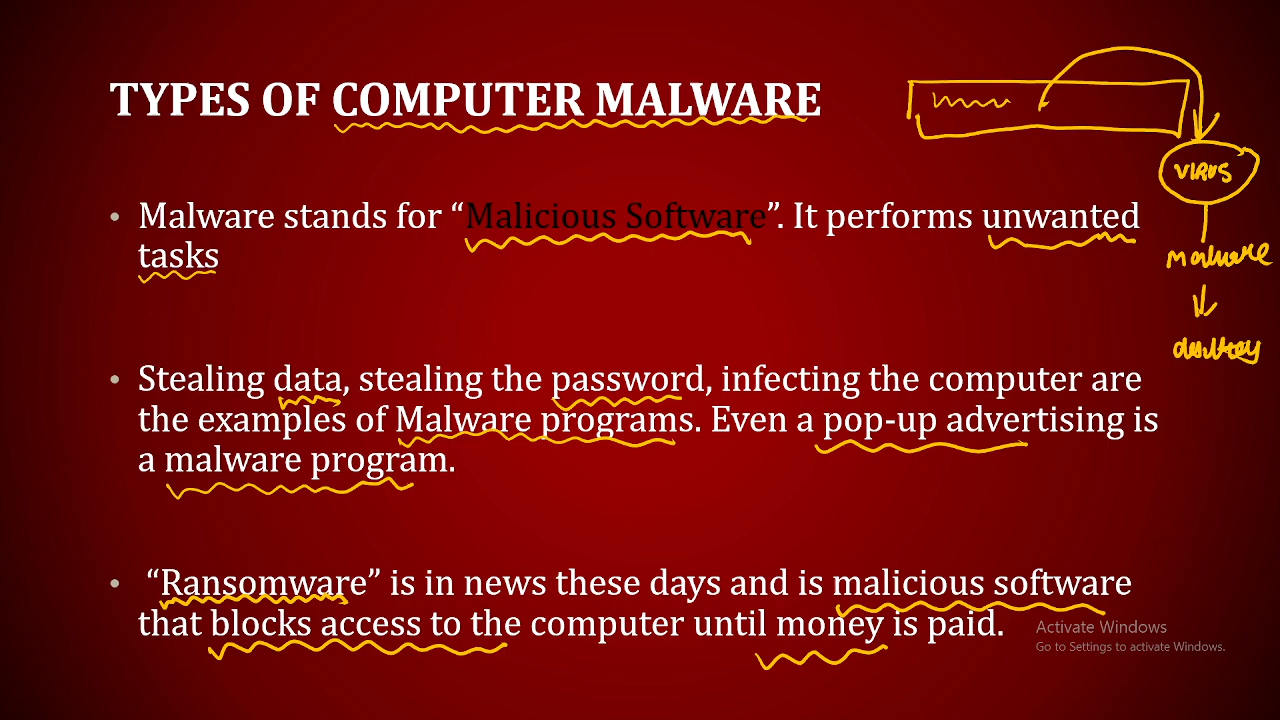 TYPES OF COMPUTER MALWARE
VIRUS
• Malware stands for “Malicious Software”. It performs unwanted
tasks
Malware
• Stealing data, stealing the password, infecting the computer are
the examples of Malware programs. Even a pop-up advertising is
a malware program.
• “Ransomware” is in news these days and is malicious software
that blocks access to the computer until money is paid.
Activate Windows
Go to Settings to activate Windows.